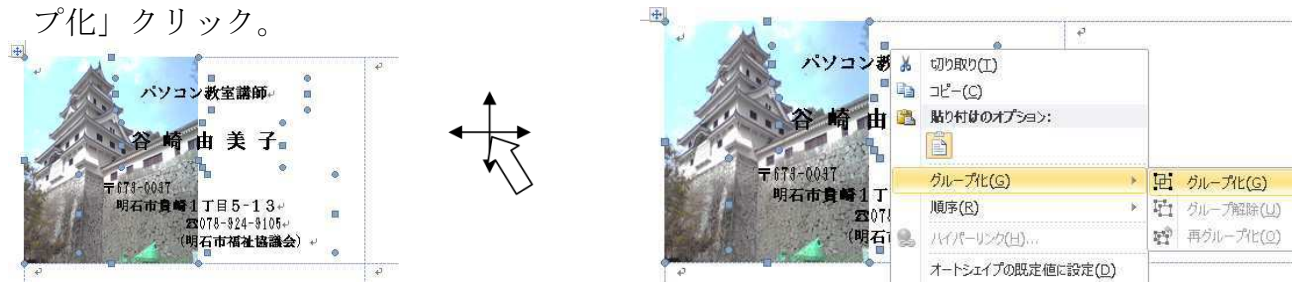 プ化」クリック。
パソコン教室講師
谷崎由美子
〒673-0037
明石市貴崎1丁目5-13
☎078-924-9105
(明石市福祉協議会)
パソコン教
谷崎由
〒673-0037
明石市貴崎1丁
☎07
(明石
切り取り(T)
コピー(C)
貼り付けのオプション:
グループ化(G)
順序(R)
ハイパーリンク(H)...
オートシェイプの既定値に設定(D)
グループ化(G)
グループ解除(U)
再グループ化(O)